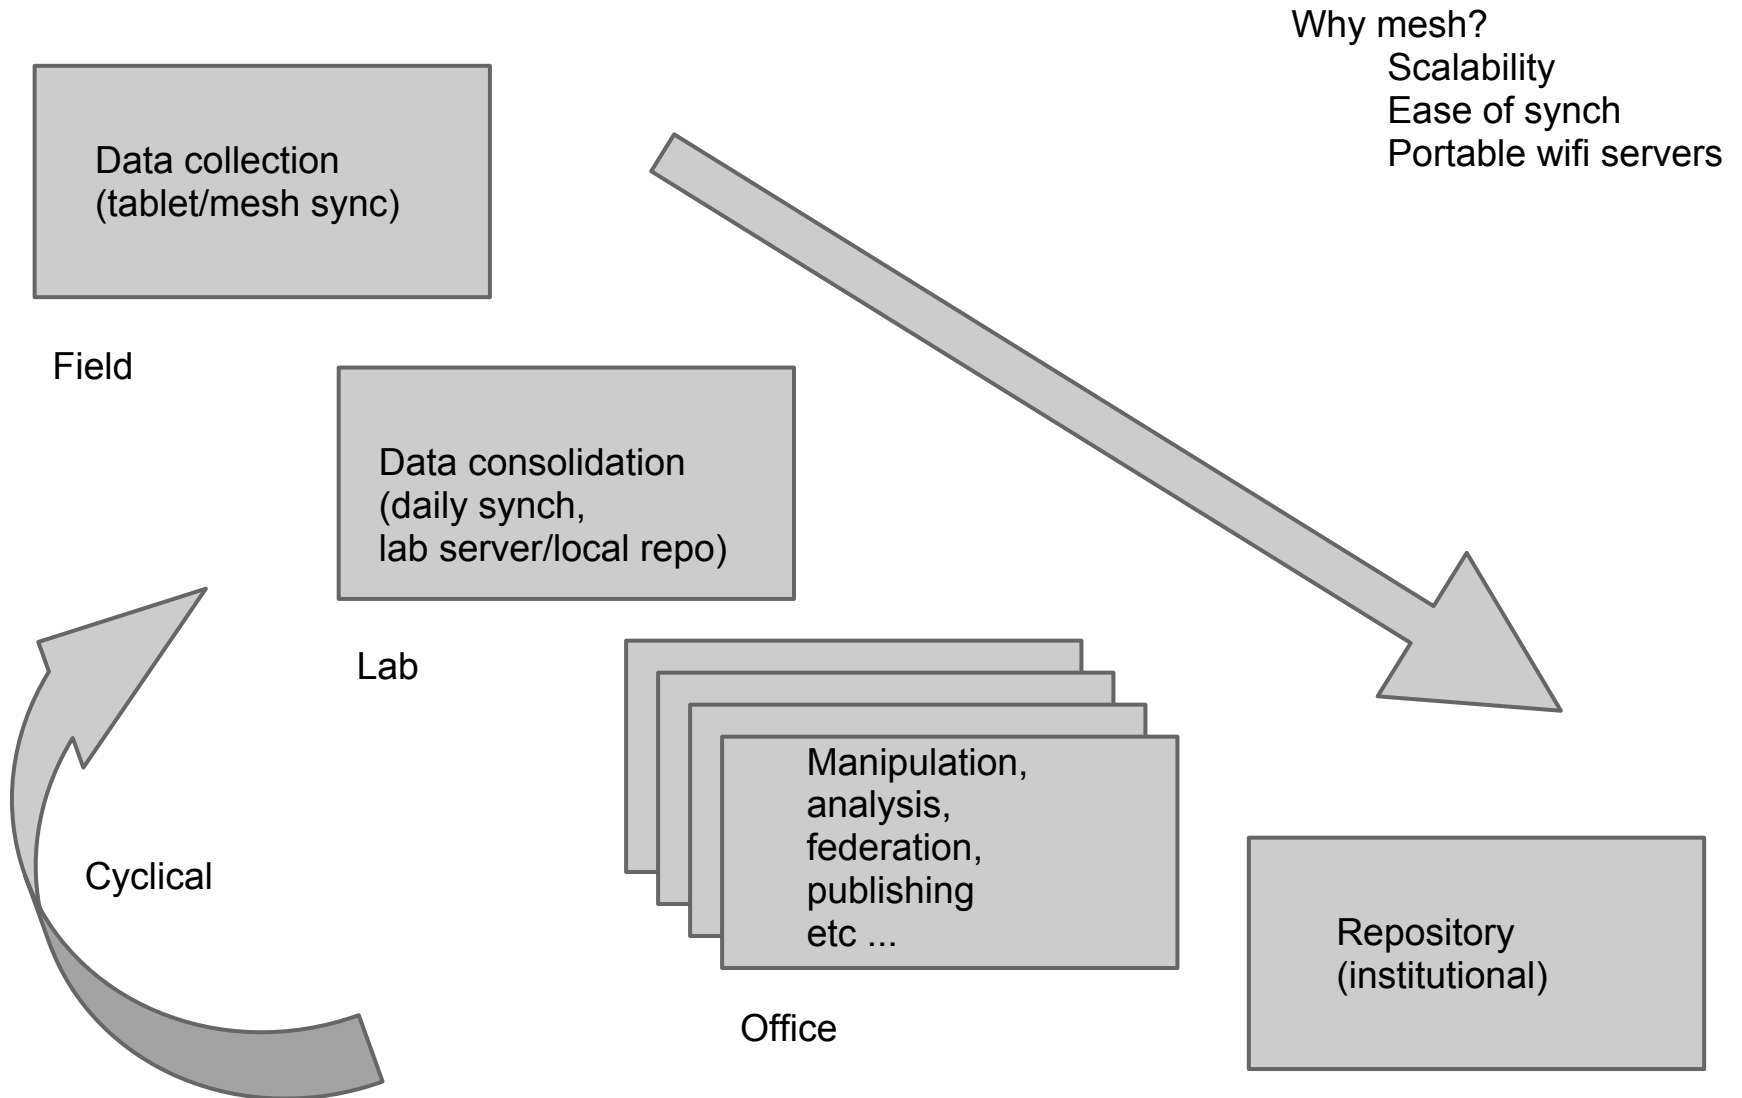 Why mesh?
Scalability
Ease of synch
Portable wifi servers
Data collection
(tablet/mesh sync)
Field
Data consolidation
(daily synch,
lab server/local repo)
Lab
Manipulation,
analysis,
federation,
publishing
etc ...
Cyclical
Repository
(institutional)
Office